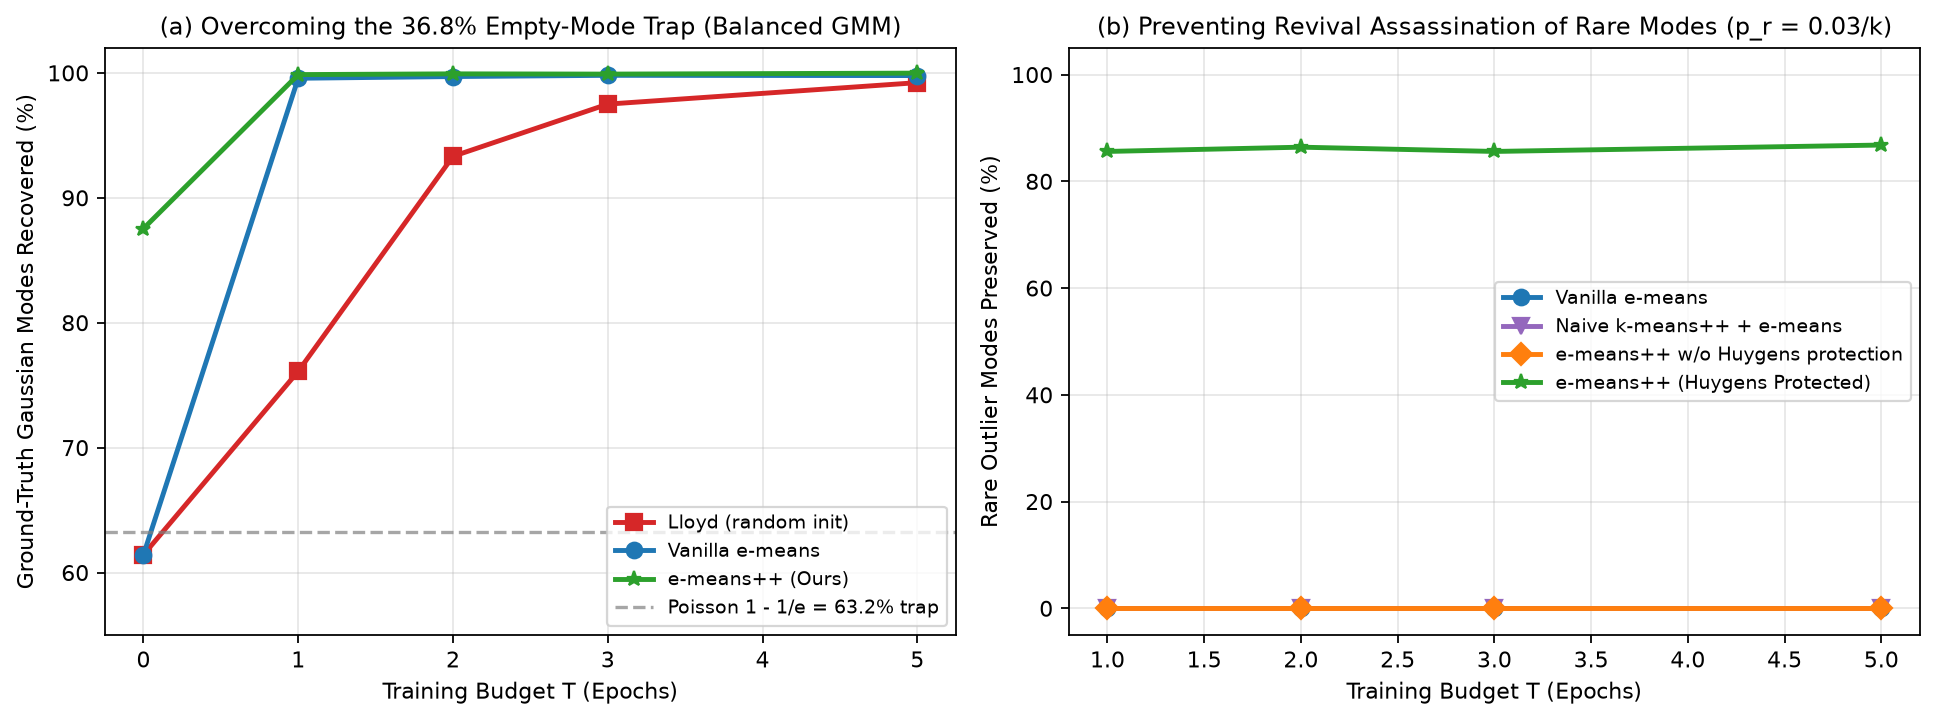 (a) Overcoming the 36.8% Empty-Mode Trap (Balanced GMM)
Ground-Truth Gaussian Modes Recovered (%)
100
90
80
70
60
Lloyd (random init)
Vanilla e-means
e-means++ (Ours)
Poisson 1 - 1/e = 63.2% trap
0 1 2 3 4 5
Training Budget T (Epochs)
(b) Preventing Revival Assassination of Rare Modes (p_r = 0.03/k)
Rare Outlier Modes Preserved (%)
100
80
60
40
20
0
Vanilla e-means
Naive k-means++ + e-means
e-means++ w/o Huygens protection
e-means++ (Huygens Protected)
1.0 1.5 2.0 2.5 3.0 3.5 4.0 4.5 5.0
Training Budget T (Epochs)